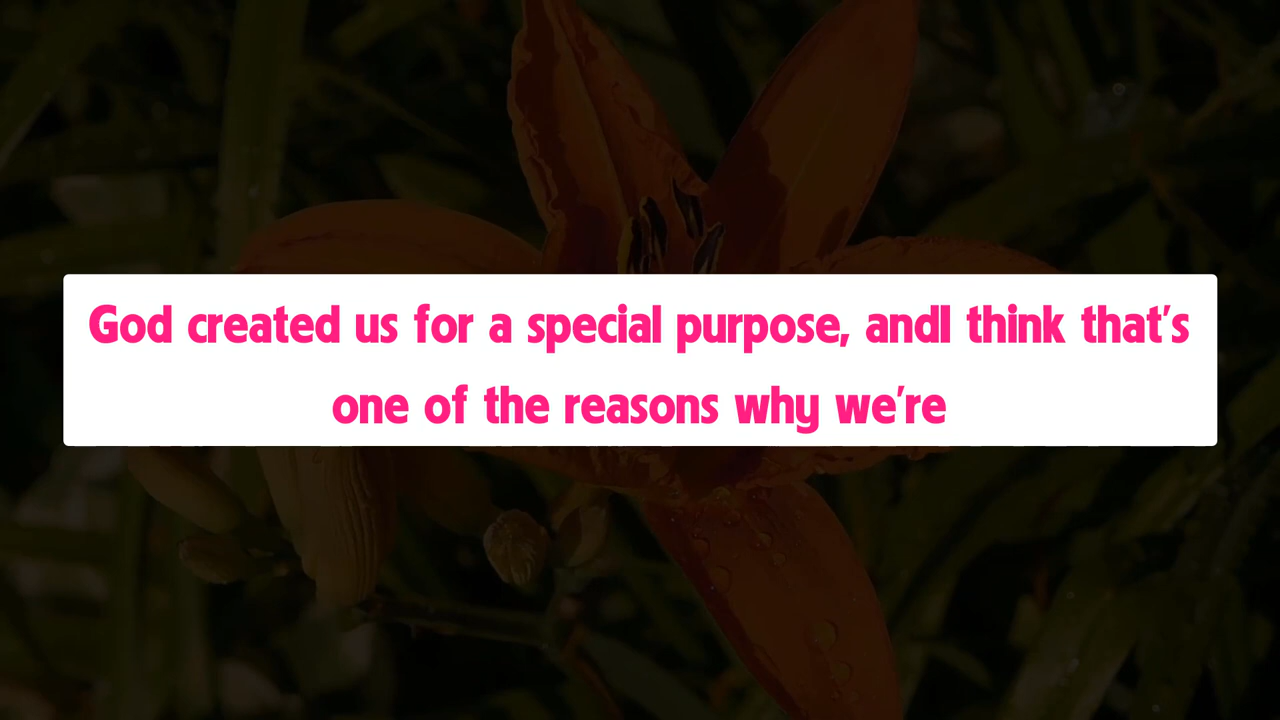 God created us for a special purpose, andI think that's
one of the reasons why we're